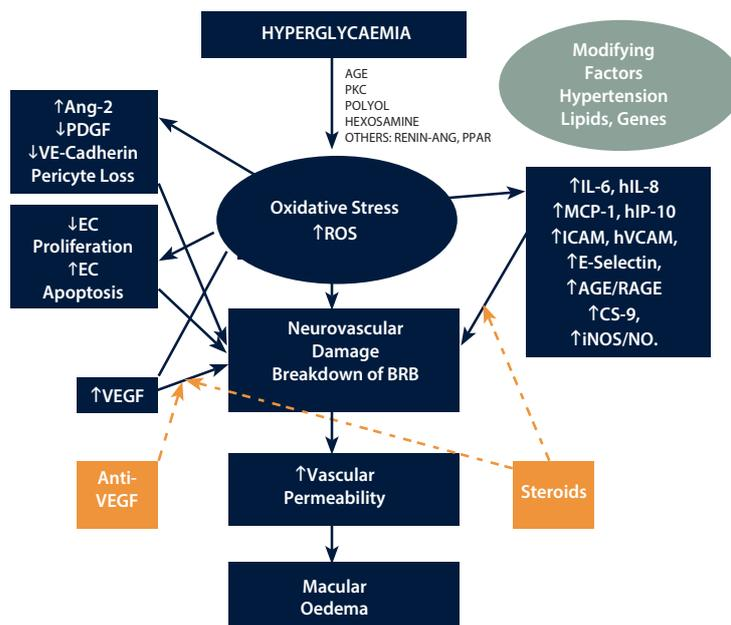 HYPERGLYCAEMIA
Modifying
Factors
Hypertension
Lipids, Genes
AGE
PKC
POLYOL
HEXOSAMINE
OTHERS: RENIN-ANG, PPAR
↑Ang-2
↓PDGF
↓VE-Cadherin
Pericyte Loss
Oxidative Stress
↑ROS
↑IL-6, hIL-8
↑MCP-1, hIP-10
↑ICAM, hVCAM,
↑E-Selectin,
↑AGE/RAGE
↑CS-9,
↑iNOS/NO.
↓EC
Proliferation
↑EC
Apoptosis
Neurovascular
Damage
Breakdown of BRB
↑VEGF
Anti-
VEGF
↑Vascular
Permeability
Steroids
Macular
Oedema